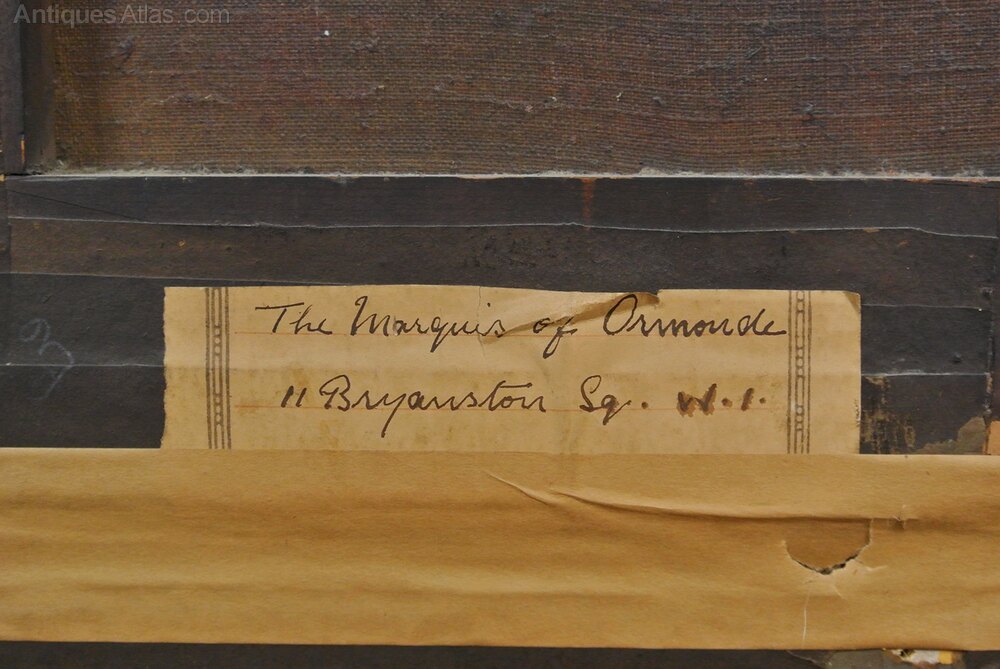 Antiques Atlas.com
The Marquis of Ormonde
11 Bryanston Sq. W.1.